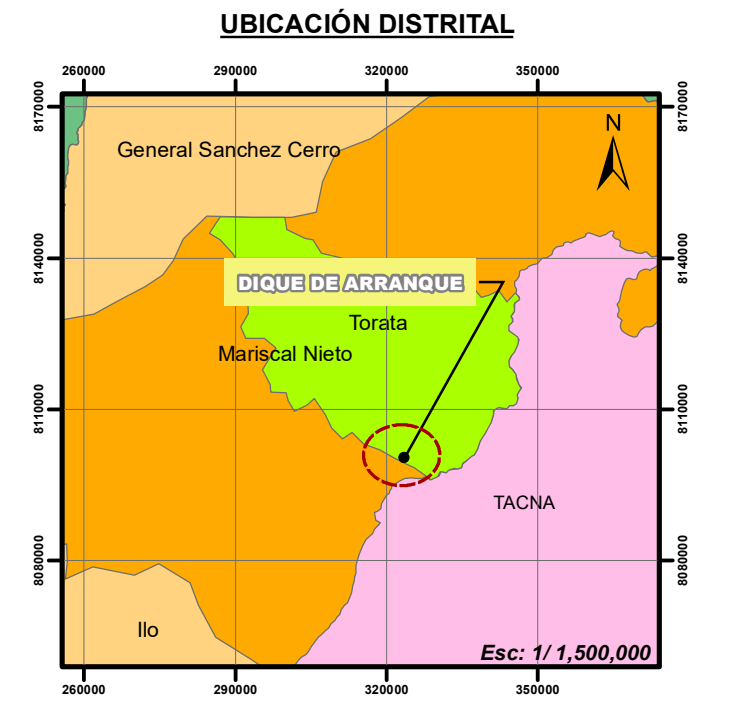 UBICACIÓN DISTRITAL
260000 290000 320000 350000
8170000 8170000
N
General Sanchez Cerro
8140000 8140000
DIQUE DE ARRANQUE
Torata
Mariscal Nieto
8110000 8110000
TACNA
8080000 8080000
Ilo
Esc: 1/ 1,500,000
260000 290000 320000 350000